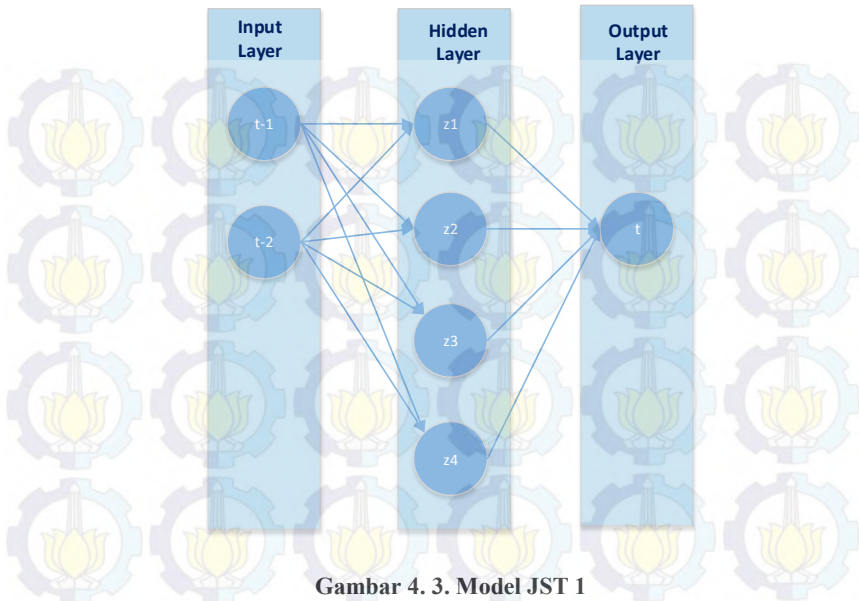 Input
Layer
Hidden
Layer
Output
Layer
t-1
z1
t-2
z2
t
z3
z4
Gambar 4. 3. Model JST 1